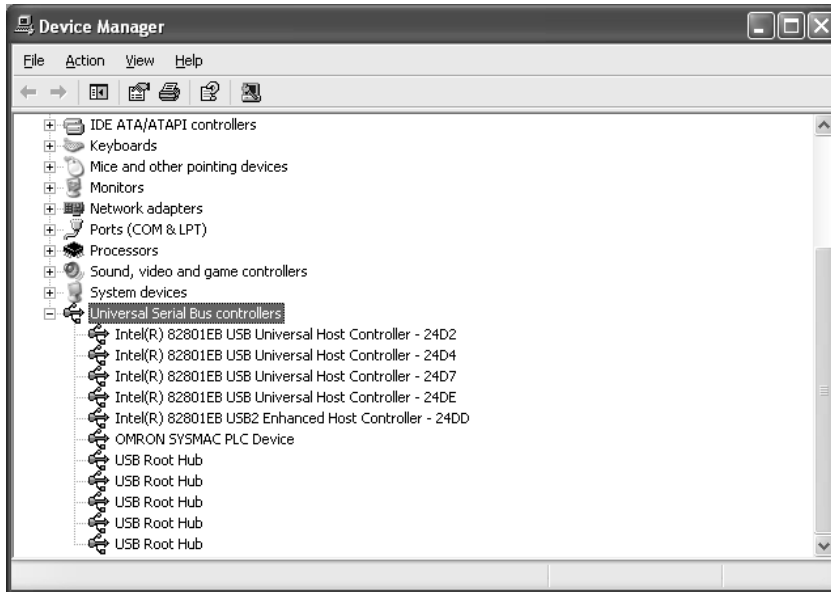 Device Manager
File Action View Help
IDE ATA/ATAPI controllers
Keyboards
Mice and other pointing devices
Monitors
Network adapters
Ports (COM & LPT)
Processors
Sound, video and game controllers
System devices
Universal Serial Bus controllers
Intel(R) 82801EB USB Universal Host Controller - 24D2
Intel(R) 82801EB USB Universal Host Controller - 24D4
Intel(R) 82801EB USB Universal Host Controller - 24D7
Intel(R) 82801EB USB Universal Host Controller - 24DE
Intel(R) 82801EB USB2 Enhanced Host Controller - 24DD
OMRON SYSMAC PLC Device
USB Root Hub
USB Root Hub
USB Root Hub
USB Root Hub
USB Root Hub